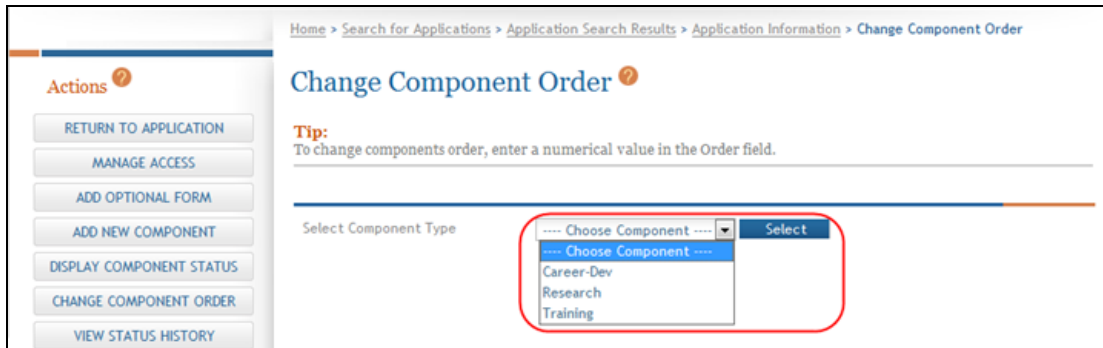 Home > Search for Applications > Application Search Results > Application Information > Change Component Order
Actions ?
RETURN TO APPLICATION
MANAGE ACCESS
ADD OPTIONAL FORM
ADD NEW COMPONENT
DISPLAY COMPONENT STATUS
CHANGE COMPONENT ORDER
VIEW STATUS HISTORY
Change Component Order ?
Tip:
To change components order, enter a numerical value in the Order field.
Select Component Type
---- Choose Component ----
Select
---- Choose Component ----
Career-Dev
Research
Training